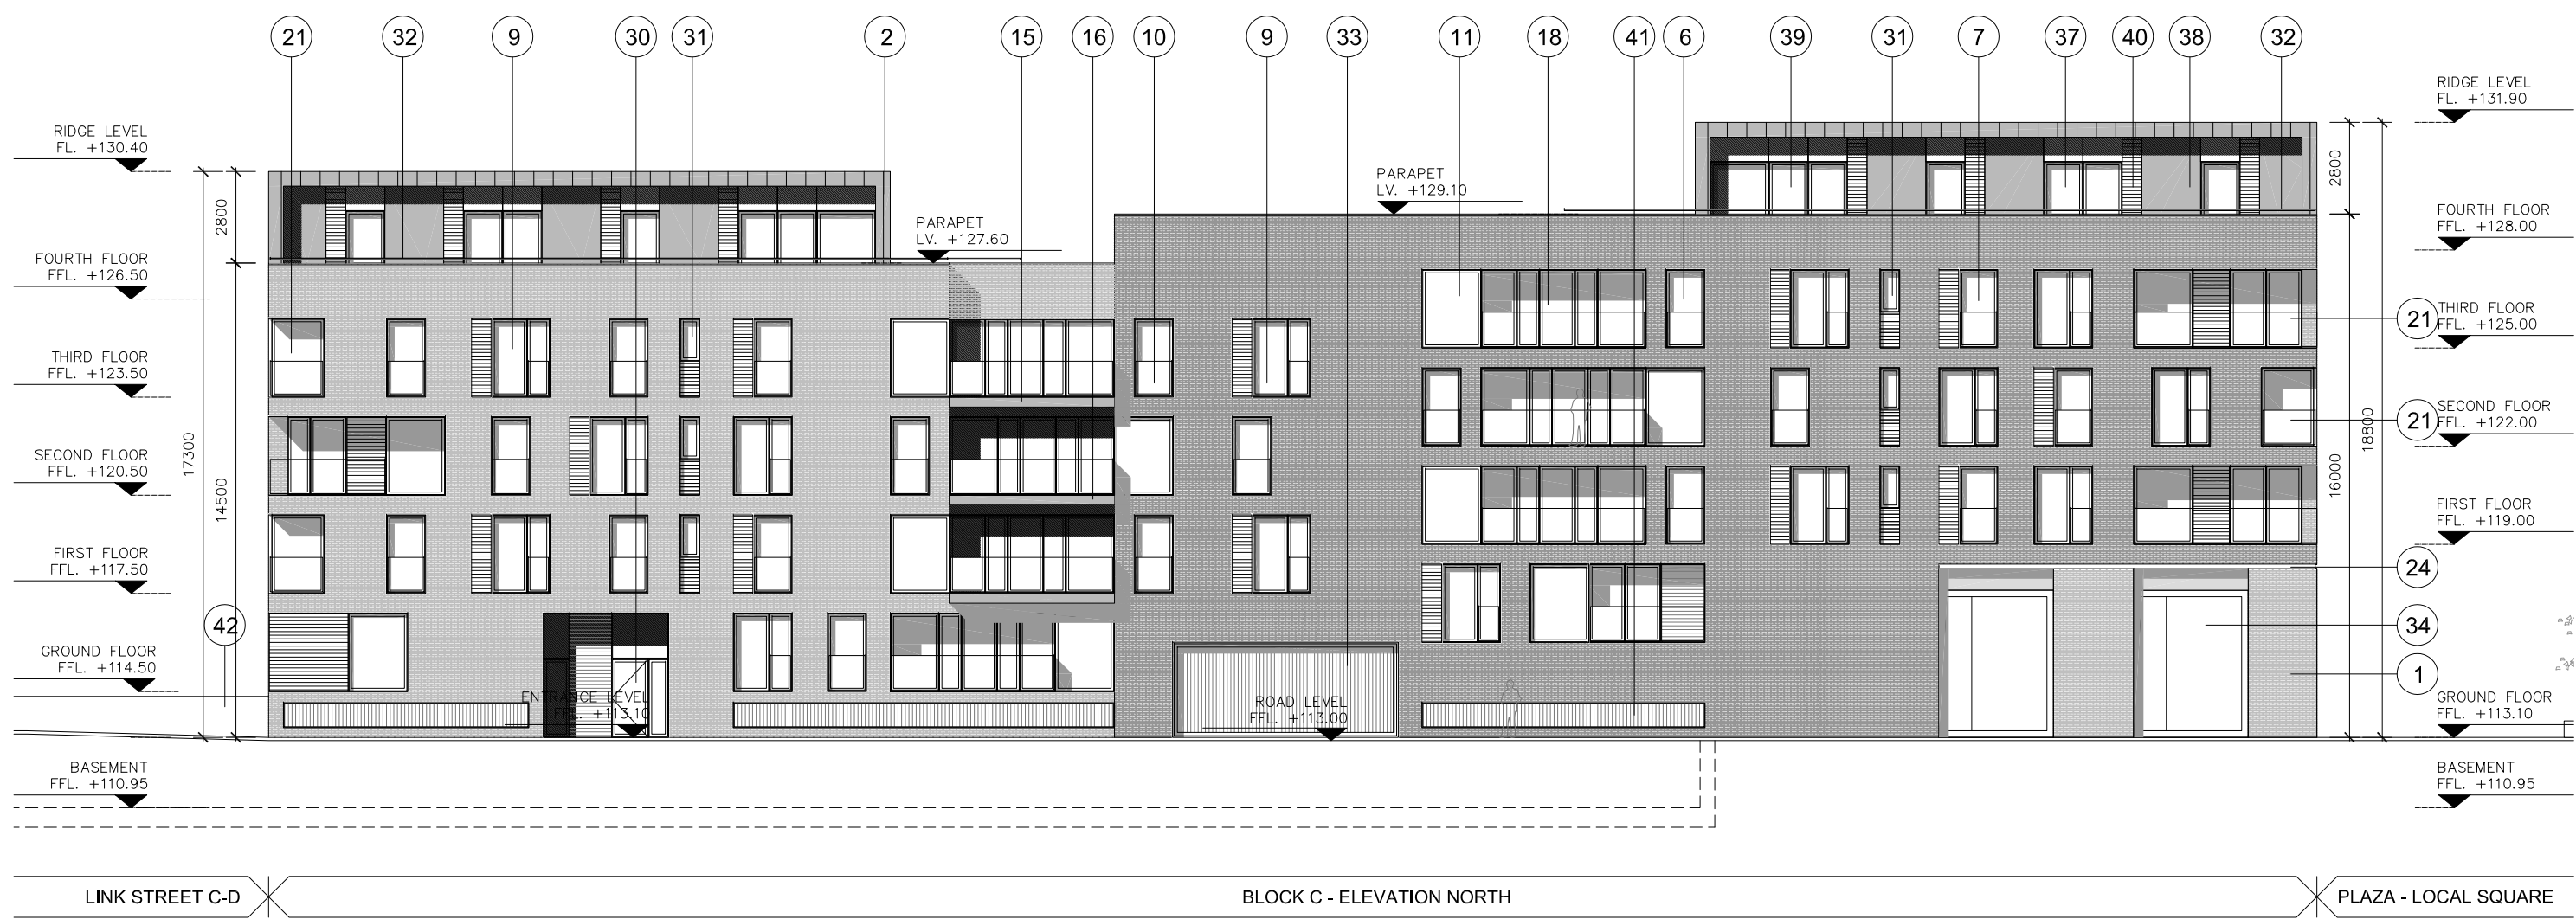 21 32 9 30 31 2 15 16 10 9 33 11 18 41 6 39 31 7 37 40 38 32
RIDGE LEVEL
FL. +130.40
FOURTH FLOOR
FFL. +126.50
THIRD FLOOR
FFL. +123.50
SECOND FLOOR
FFL. +120.50
FIRST FLOOR
FFL. +117.50
42
GROUND FLOOR
FFL. +114.50
BASEMENT
FFL. +110.95
17300
2800
14500
PARAPET
LV. +127.60
ENTRANCE LEVEL
FFL. +113.10
PARAPET
LV. +129.10
ROAD LEVEL
FFL. +113.00
2800
16000
18800
RIDGE LEVEL
FL. +131.90
FOURTH FLOOR
FFL. +128.00
21
THIRD FLOOR
FFL. +125.00
21
SECOND FLOOR
FFL. +122.00
FIRST FLOOR
FFL. +119.00
24
34
1
GROUND FLOOR
FFL. +113.10
BASEMENT
FFL. +110.95
LINK STREET C-D
BLOCK C - ELEVATION NORTH
PLAZA - LOCAL SQUARE